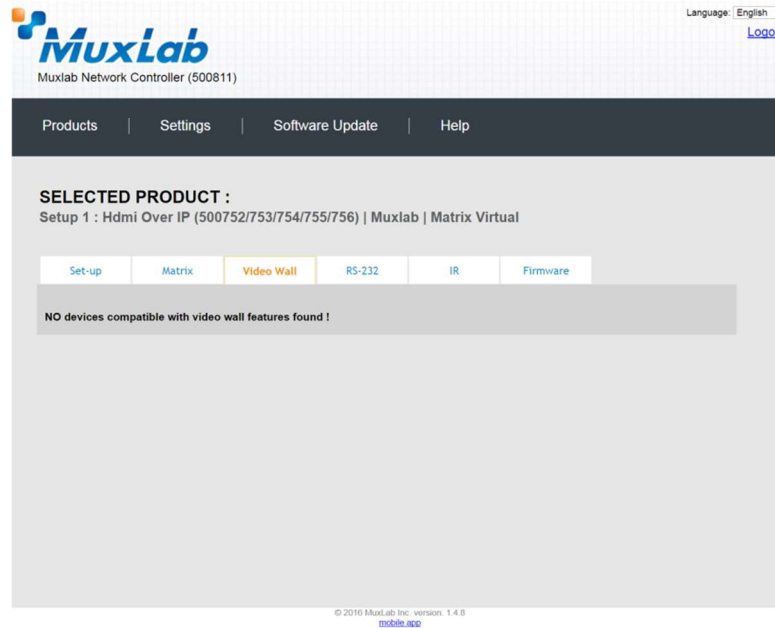 Language: English
Logo
MuxLab
Muxlab Network Controller (500811)
Products | Settings | Software Update | Help
SELECTED PRODUCT :
Setup 1 : Hdmi Over IP (500752/753/754/755/756) | Muxlab | Matrix Virtual
Set-up Matrix Video Wall RS-232 IR Firmware
NO devices compatible with video wall features found !
© 2016 MuxLab Inc. version: 1.4.8
mobile app